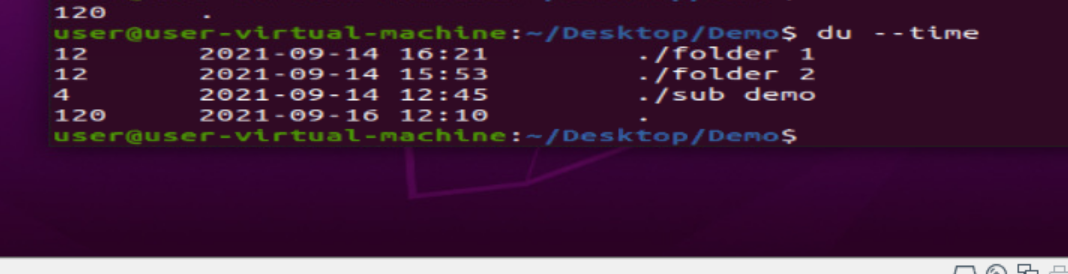 120 .
user@user-virtual-machine:~/Desktop/Demo$ du --time
12 2021-09-14 16:21 ./folder 1
12 2021-09-14 15:53 ./folder 2
4 2021-09-14 12:45 ./sub demo
120 2021-09-16 12:10 .
user@user-virtual-machine:~/Desktop/Demo$